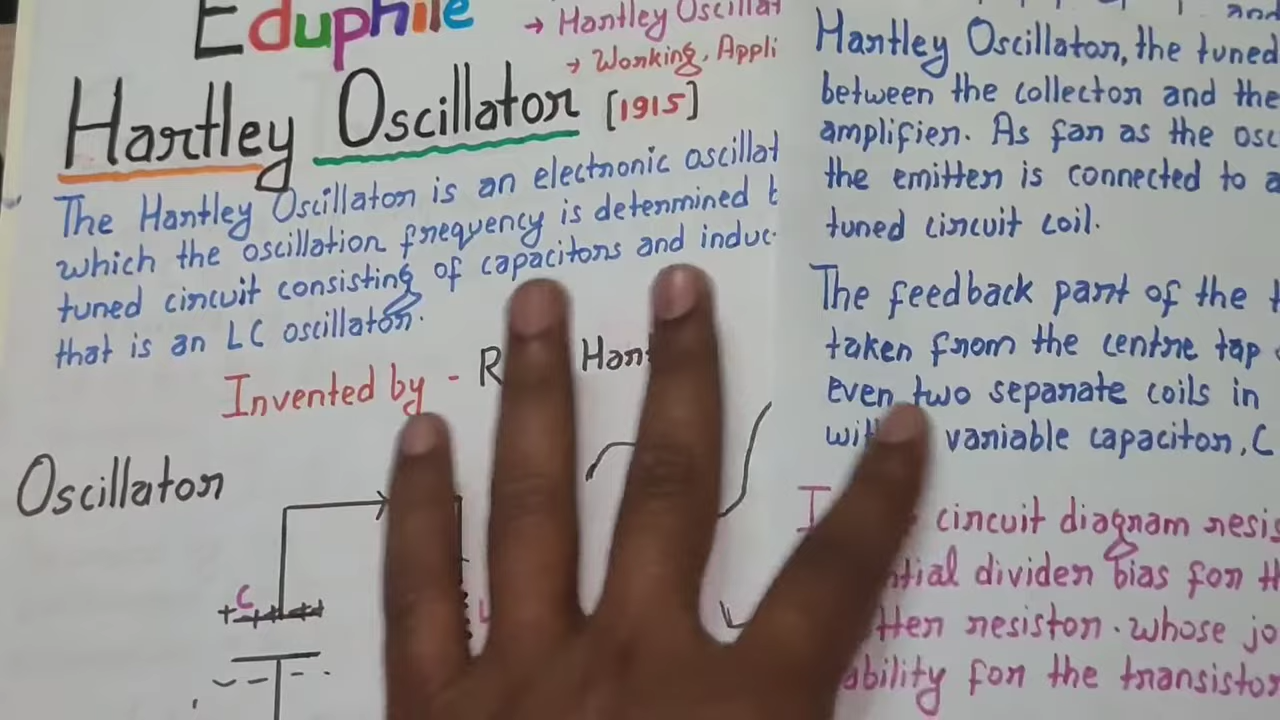 Eduphile
→ Hartley Oscillat
→ Working, Appli
Hartley Oscillator [1915]
The Hartley Oscillator is an electronic oscillat
which the oscillation frequency is determined
tuned circuit consisting of capacitors and induc
that is an LC oscillator.
Invented by - R Hart
Oscillator
+ C
and
Hartley Oscillator, the tuned
between the collector and the
amplifier. As far as the osc
the emitter is connected to a
tuned circuit coil.
The feedback part of the
taken from the centre tap
even two separate coils in
variable capacitor, C
circuit diagram resis
ntial divider bias for th
tter resistor. whose jo
ability for the transistor